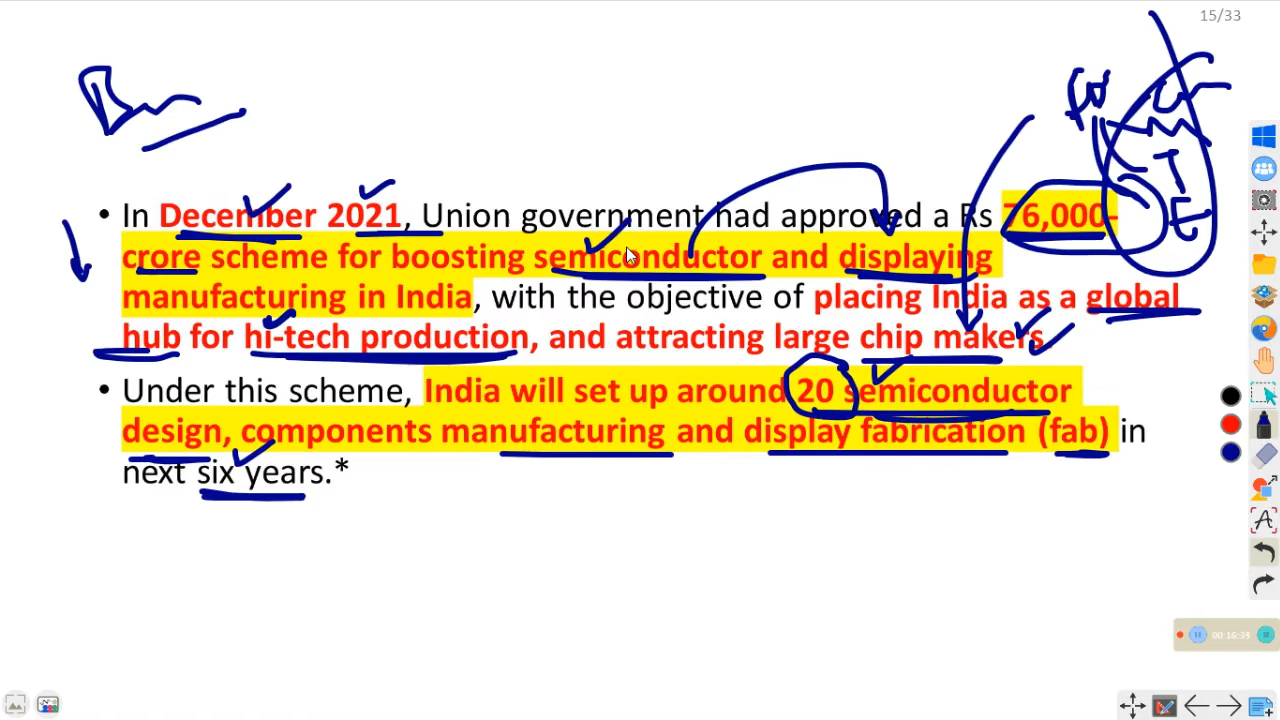 15/33
• In December 2021, Union government had approved a Rs 76,000-
crore scheme for boosting semiconductor and displaying
manufacturing in India, with the objective of placing India as a global
hub for hi-tech production, and attracting large chip makers.
• Under this scheme, India will set up around 20 semiconductor
design, components manufacturing and display fabrication (fab) in
next six years.*
T
E
00:16:34